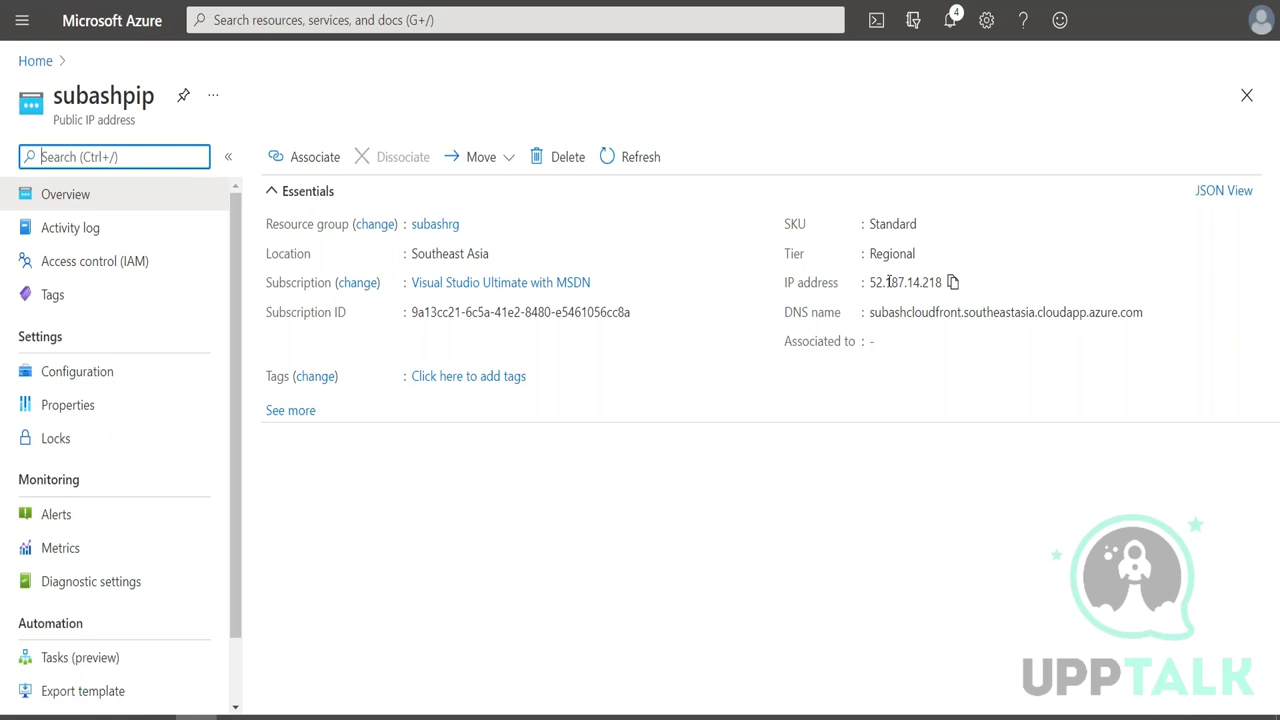 Microsoft Azure
Search resources, services, and docs (G+/)
4
Home
subashpip
Public IP address
Search (Ctrl+/)
Overview
Activity log
Access control (IAM)
Tags
Settings
Configuration
Properties
Locks
Monitoring
Alerts
Metrics
Diagnostic settings
Automation
Tasks (preview)
Export template
Associate
Dissociate
Move
Delete
Refresh
Essentials
JSON View
Resource group (change) : subashrg
Location : Southeast Asia
Subscription (change) : Visual Studio Ultimate with MSDN
Subscription ID : 9a13cc21-6c5a-41e2-8480-e5461056cc8a
SKU : Standard
Tier : Regional
IP address : 52.187.14.218
DNS name : subashcloudfront.southeastasia.cloudapp.azure.com
Associated to : -
Tags (change) : Click here to add tags
See more
UPPTALK